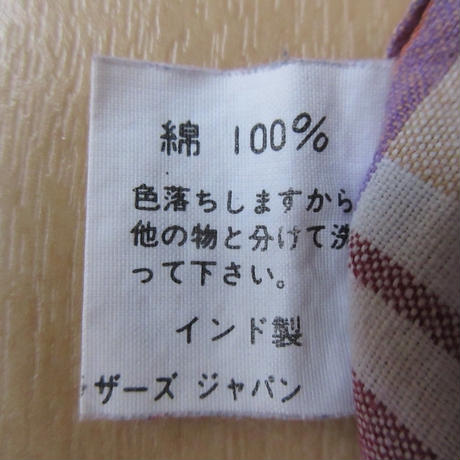 綿 100%
色落ちしますから
他の物と分けて洗
って下さい。
インド製
ザーズ ジャパン